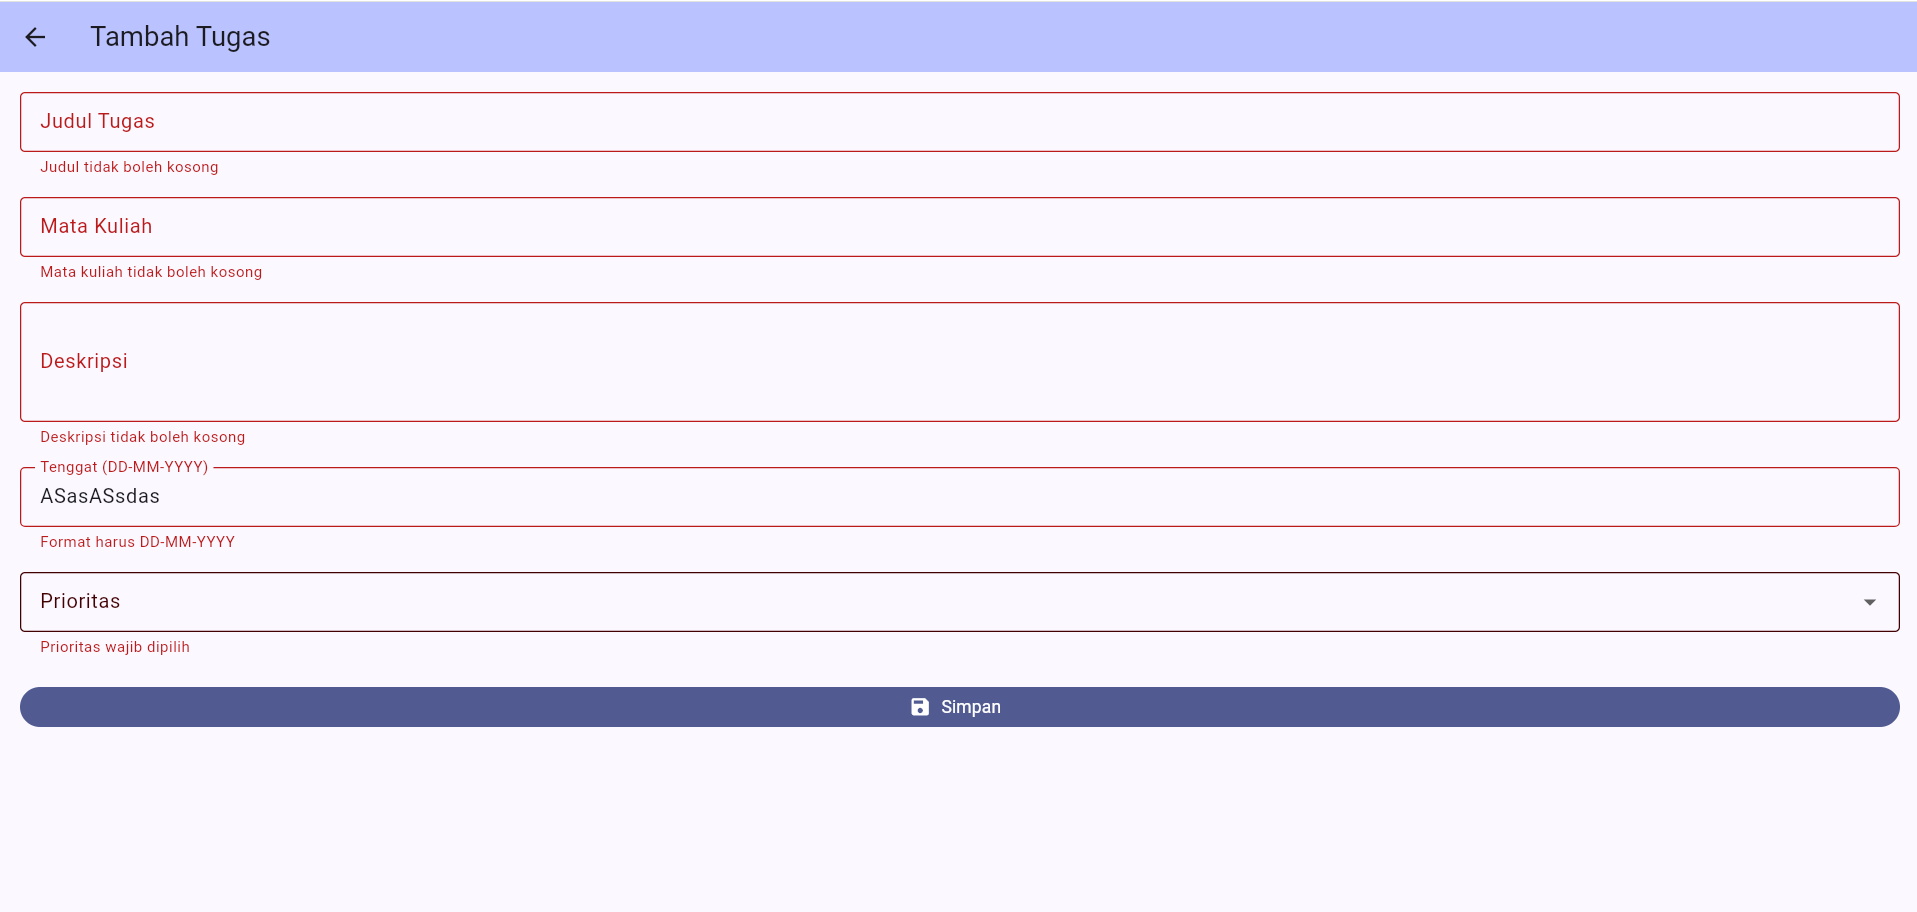 Tambah Tugas
Judul Tugas
Judul tidak boleh kosong
Mata Kuliah
Mata kuliah tidak boleh kosong
Deskripsi
Deskripsi tidak boleh kosong
Tenggat (DD-MM-YYYY)
ASasASsdas
Format harus DD-MM-YYYY
Prioritas
Prioritas wajib dipilih
Simpan